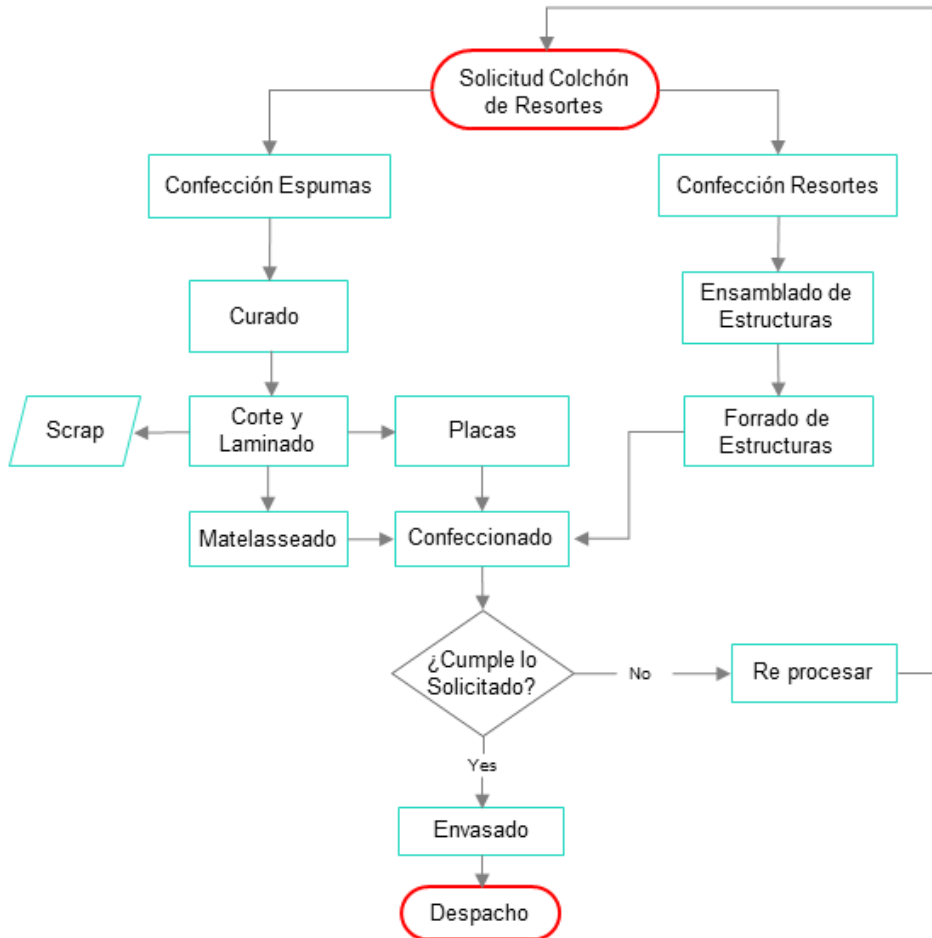 Solicitud Colchón
de Resortes
Confección Espumas
Confección Resortes
Curado
Ensamblado de
Estructuras
Scrap
Corte y
Laminado
Placas
Forrado de
Estructuras
Matelasseado
Confeccionado
¿Cumple lo
Solicitado?
No
Re procesar
Yes
Envasado
Despacho